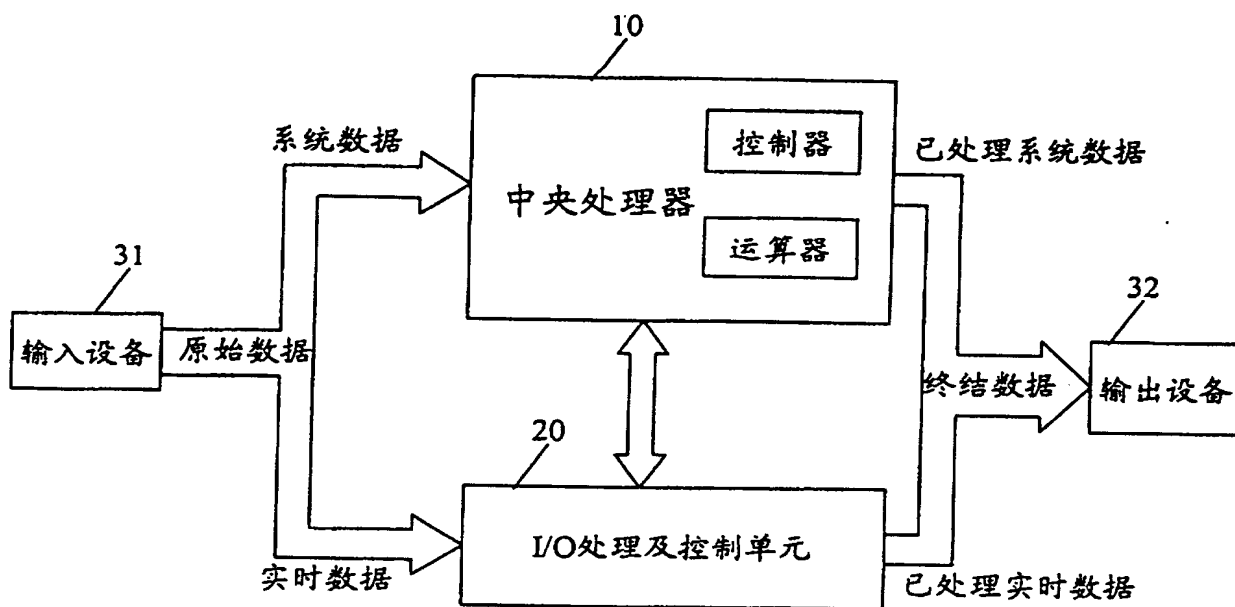 10
系统数据
控制器
已处理系统数据
中央处理器
运算器
31
32
输入设备
原始数据
终结数据
输出设备
20
I/O处理及控制单元
实时数据
已处理实时数据